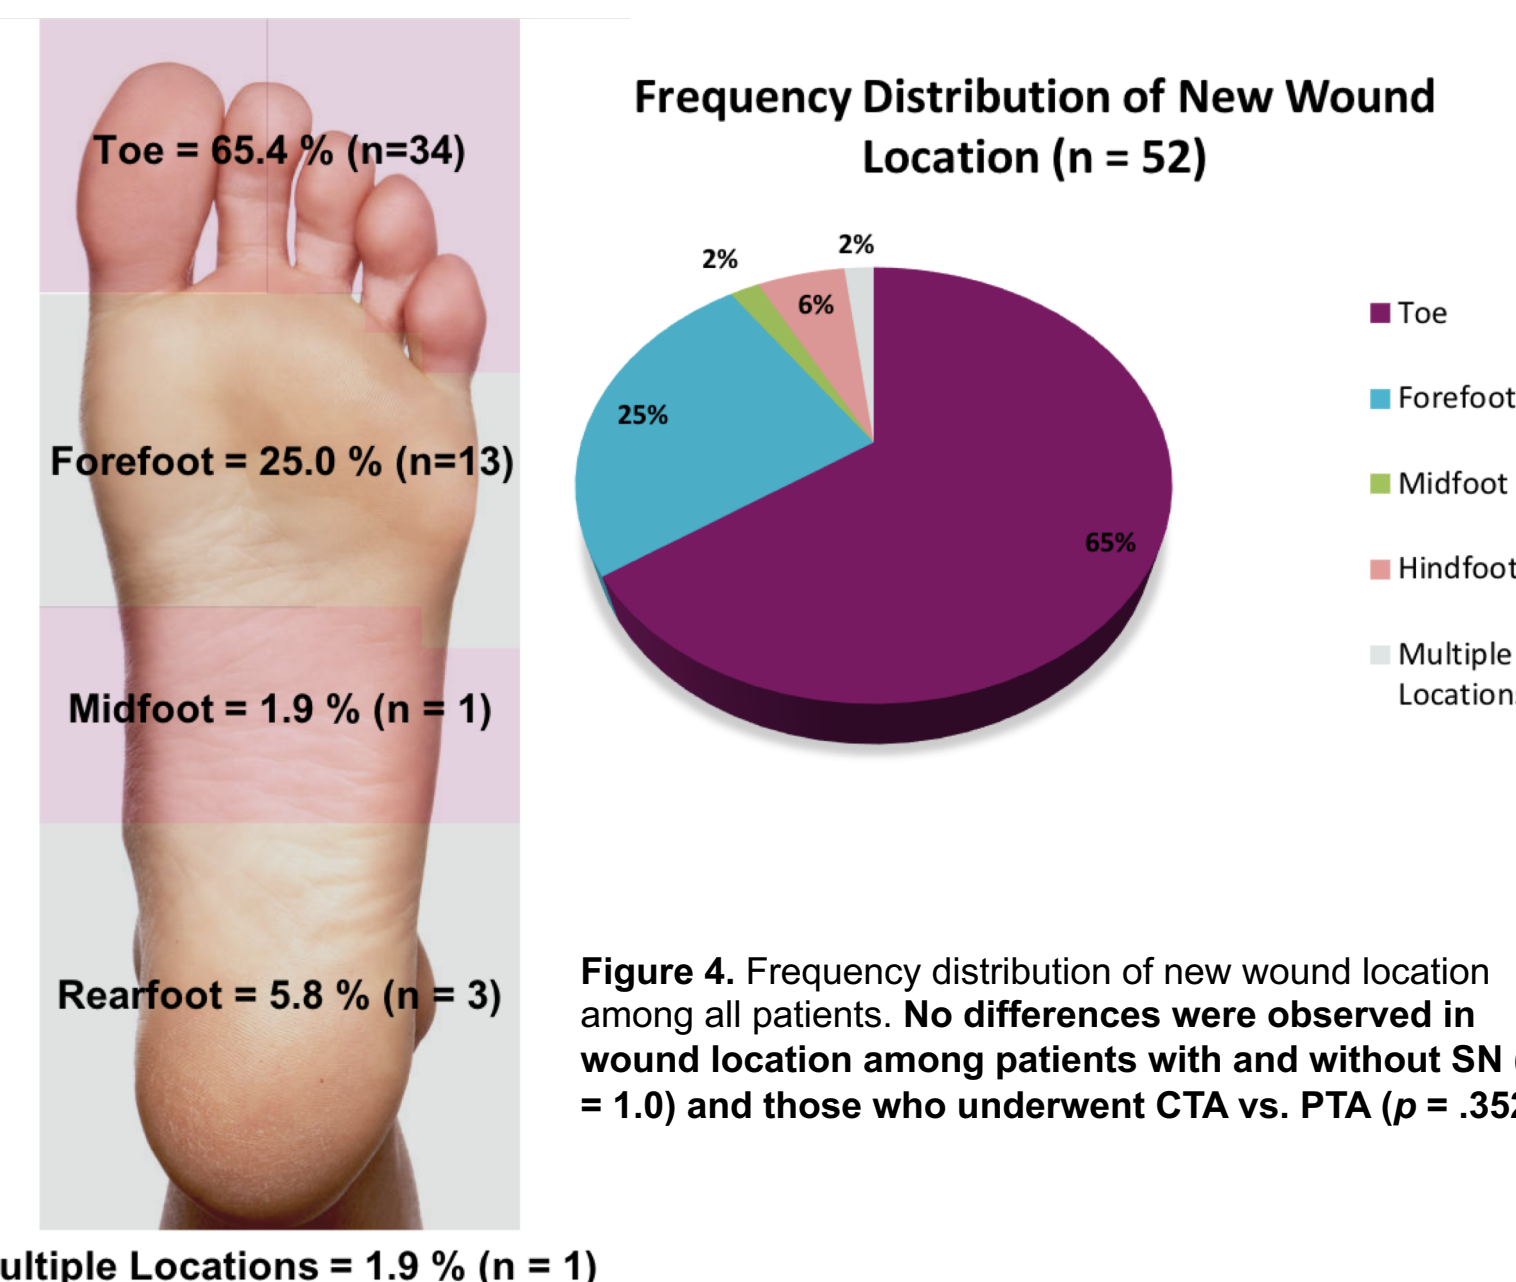 Toe = 65.4 % (n=34)
Forefoot = 25.0 % (n=13)
Midfoot = 1.9 % (n = 1)
Rearfoot = 5.8 % (n = 3)
ultiple Locations = 1.9 % (n = 1)
Frequency Distribution of New Wound
Location (n = 52)
2%
2%
6%
25%
65%
Toe
Forefoot
Midfoot
Hindfoot
Multiple
Location
Figure 4. Frequency distribution of new wound location
among all patients. No differences were observed in
wound location among patients with and without SN (
= 1.0) and those who underwent CTA vs. PTA (p = .352